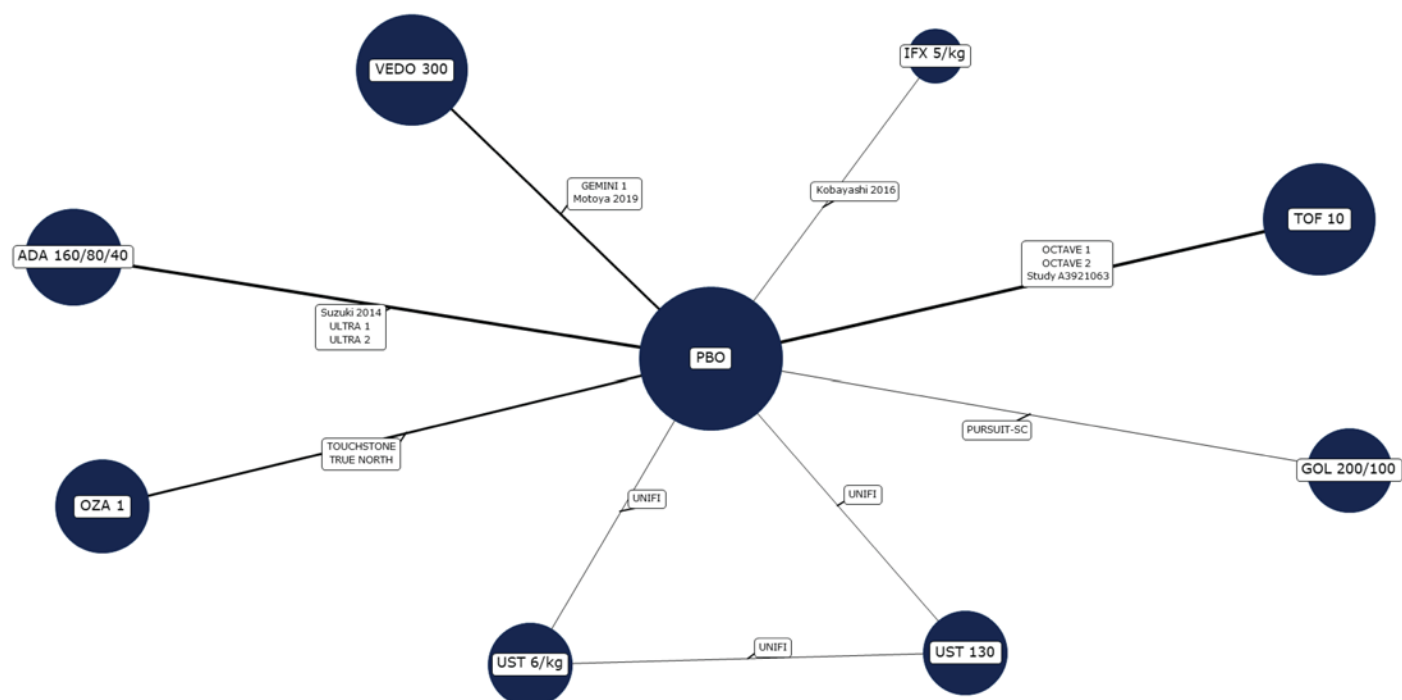 IFX 5/kg
VEDO 300
GEMINI 1
Motoya 2019
Kobayashi 2016
TOF 10
OCTAVE 1
OCTAVE 2
Study A3921063
ADA 160/80/40
Suzuki 2014
ULTRA 1
ULTRA 2
PBO
PURSUIT-SC
TOUCHSTONE
TRUE NORTH
GOL 200/100
OZA 1
UNIFI
UNIFI
UNIFI
UST 6/kg
UST 130